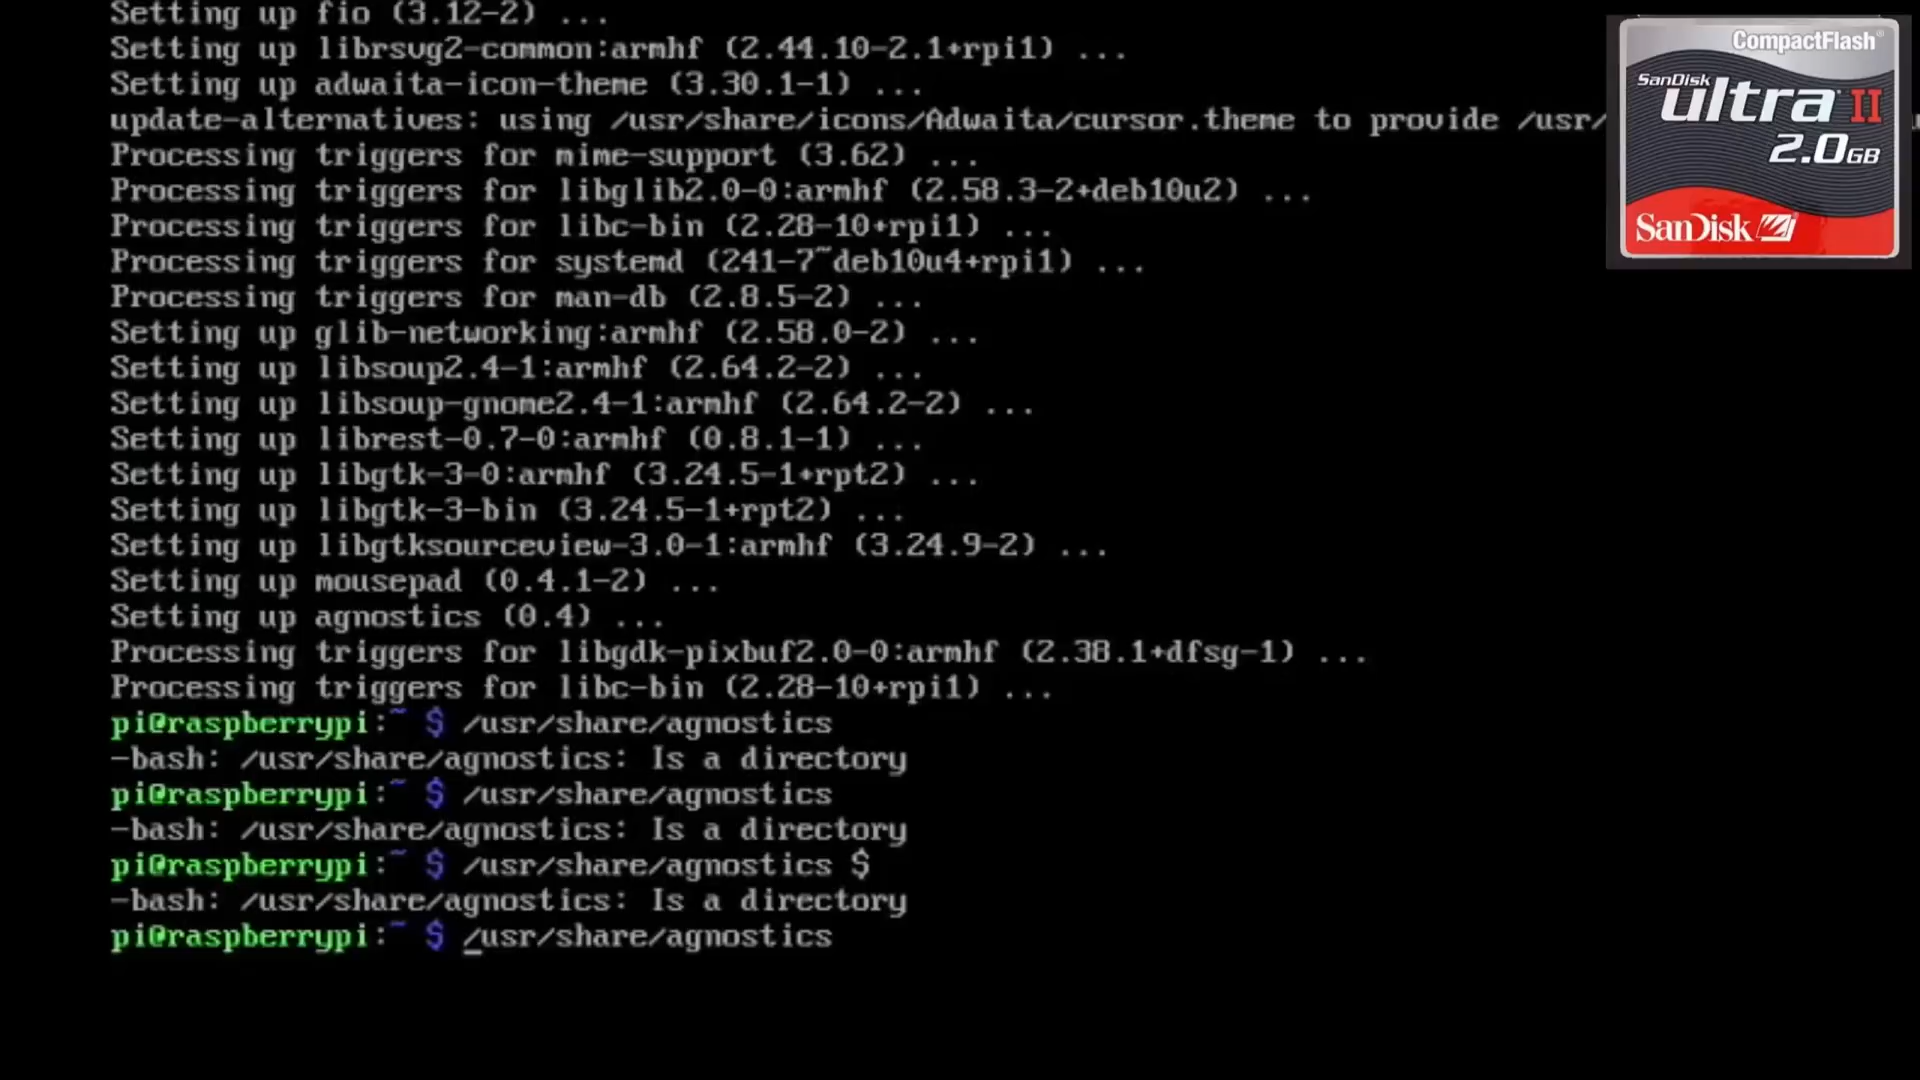 Setting up fio (3.12-2) ...
Setting up librsvg2-common:armhf (2.44.10-2.1+rpi1) ...
Setting up adwaita-icon-theme (3.30.1-1) ...
update-alternatives: using /usr/share/icons/Adwaita/cursor.theme to provide /usr/
Processing triggers for mime-support (3.62) ...
Processing triggers for libglib2.0-0:armhf (2.58.3-2+deb10u2) ...
Processing triggers for libc-bin (2.28-10+rpi1) ...
Processing triggers for systemd (241-7~deb10u4+rpi1) ...
Processing triggers for man-db (2.8.5-2) ...
Setting up glib-networking:armhf (2.58.0-2) ...
Setting up libsoup2.4-1:armhf (2.64.2-2) ...
Setting up libsoup-gnome2.4-1:armhf (2.64.2-2) ...
Setting up librest-0.7-0:armhf (0.8.1-1) ...
Setting up libgtk-3-0:armhf (3.24.5-1+rpt2) ...
Setting up libgtk-3-bin (3.24.5-1+rpt2) ...
Setting up libgtksourceview-3.0-1:armhf (3.24.9-2) ...
Setting up mousepad (0.4.1-2) ...
Setting up agnostics (0.4) ...
Processing triggers for libgdk-pixbuf2.0-0:armhf (2.38.1+dfsg-1) ...
Processing triggers for libc-bin (2.28-10+rpi1) ...
pi@raspberrypi:~ $ /usr/share/agnostics
-bash: /usr/share/agnostics: Is a directory
pi@raspberrypi:~ $ /usr/share/agnostics
-bash: /usr/share/agnostics: Is a directory
pi@raspberrypi:~ $ /usr/share/agnostics $
-bash: /usr/share/agnostics: Is a directory
pi@raspberrypi:~ $ /usr/share/agnostics
CompactFlash®
SanDisk
ultra II
2.0GB
SanDisk